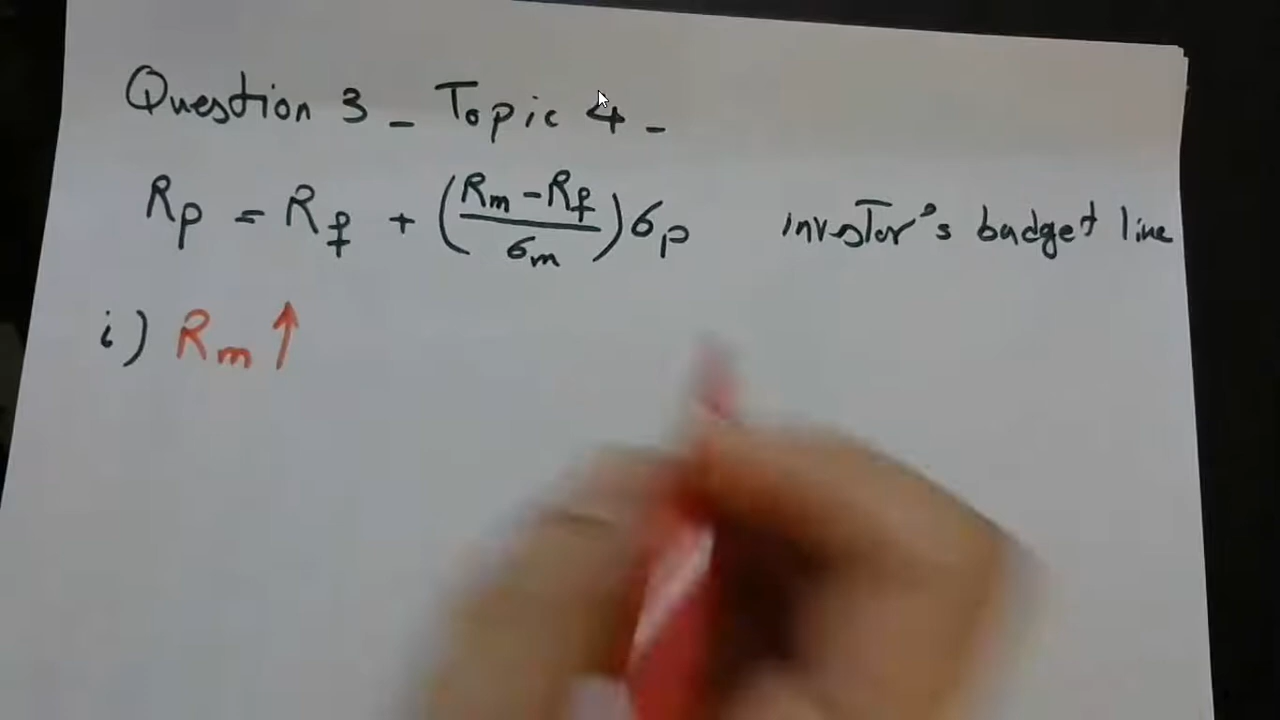 Question 3 - Topic 4 -
Rp = Rf + (Rm - Rf / σm) σp investor's budget line
i) Rm ↑